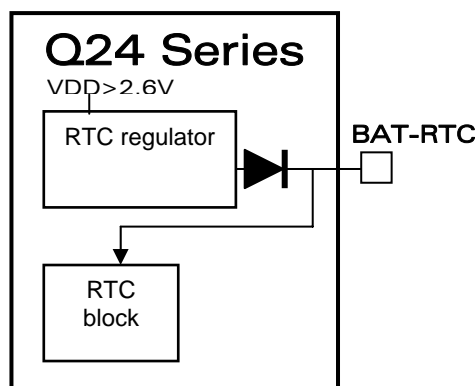 Q24 Series
VDD>2.6V
RTC regulator
BAT-RTC
RTC
block